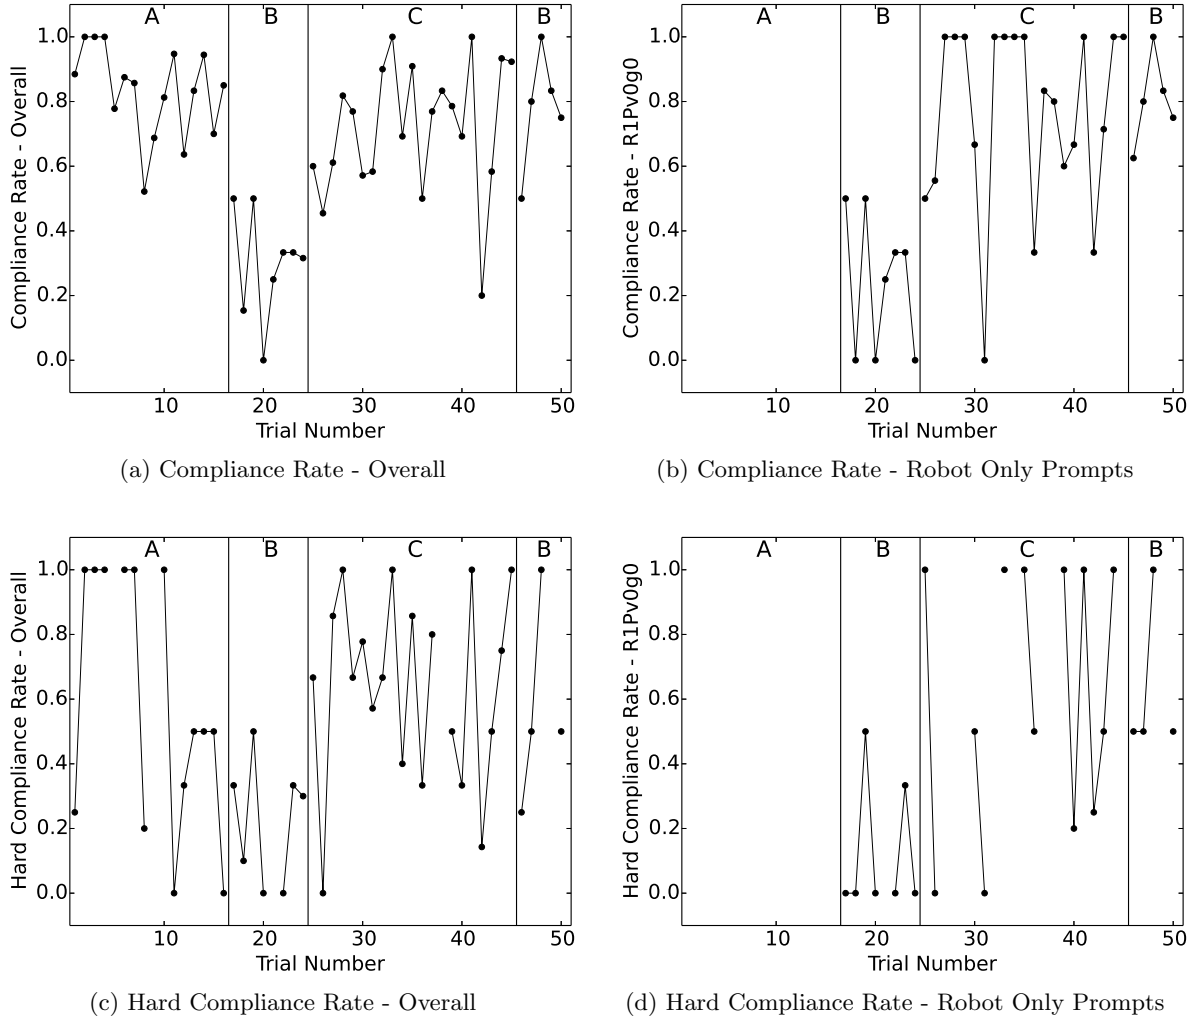 A B C B
Compliance Rate - Overall
1.0
0.8
0.6
0.4
0.2
0.0
10 20 30 40 50
Trial Number
(a) Compliance Rate - Overall
A B C B
Compliance Rate - R1Pv0g0
1.0
0.8
0.6
0.4
0.2
0.0
10 20 30 40 50
Trial Number
(b) Compliance Rate - Robot Only Prompts
A B C B
Hard Compliance Rate - Overall
1.0
0.8
0.6
0.4
0.2
0.0
10 20 30 40 50
Trial Number
(c) Hard Compliance Rate - Overall
A B C B
Hard Compliance Rate - R1Pv0g0
1.0
0.8
0.6
0.4
0.2
0.0
10 20 30 40 50
Trial Number
(d) Hard Compliance Rate - Robot Only Prompts